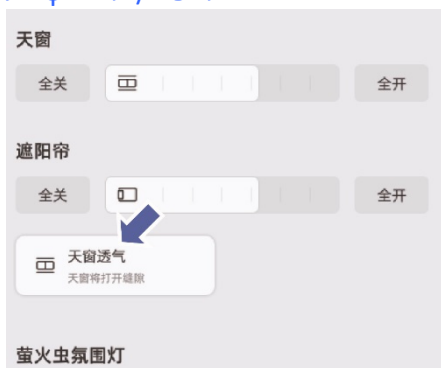 天窗
全关 全开
遮阳帘
全关 全开
天窗透气
天窗将打开缝隙
萤火虫氛围灯